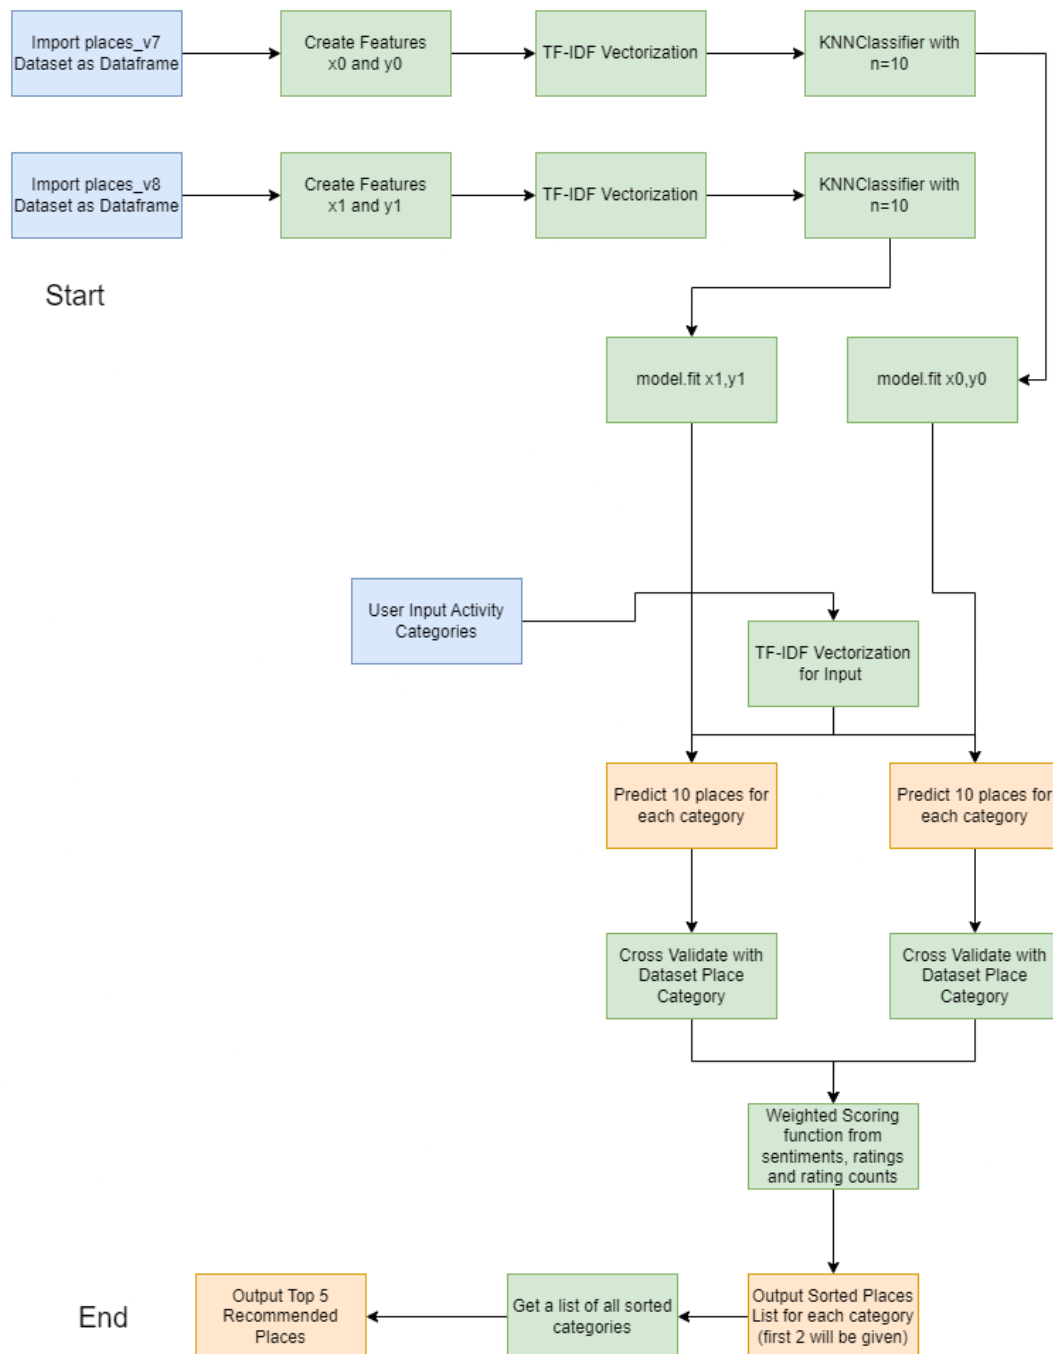 Import places_v7
Dataset as Dataframe
Create Features
x0 and y0
TF-IDF Vectorization
KNNClassifier with
n=10
Import places_v8
Dataset as Dataframe
Create Features
x1 and y1
TF-IDF Vectorization
KNNClassifier with
n=10
Start
model.fit x1,y1
model.fit x0,y0
User Input Activity
Categories
TF-IDF Vectorization
for Input
Predict 10 places for
each category
Predict 10 places for
each category
Cross Validate with
Dataset Place
Category
Cross Validate with
Dataset Place
Category
Weighted Scoring
function from
sentiments, ratings
and rating counts
End
Output Top 5
Recommended
Places
Get a list of all sorted
categories
Output Sorted Places
List for each category
(first 2 will be given)